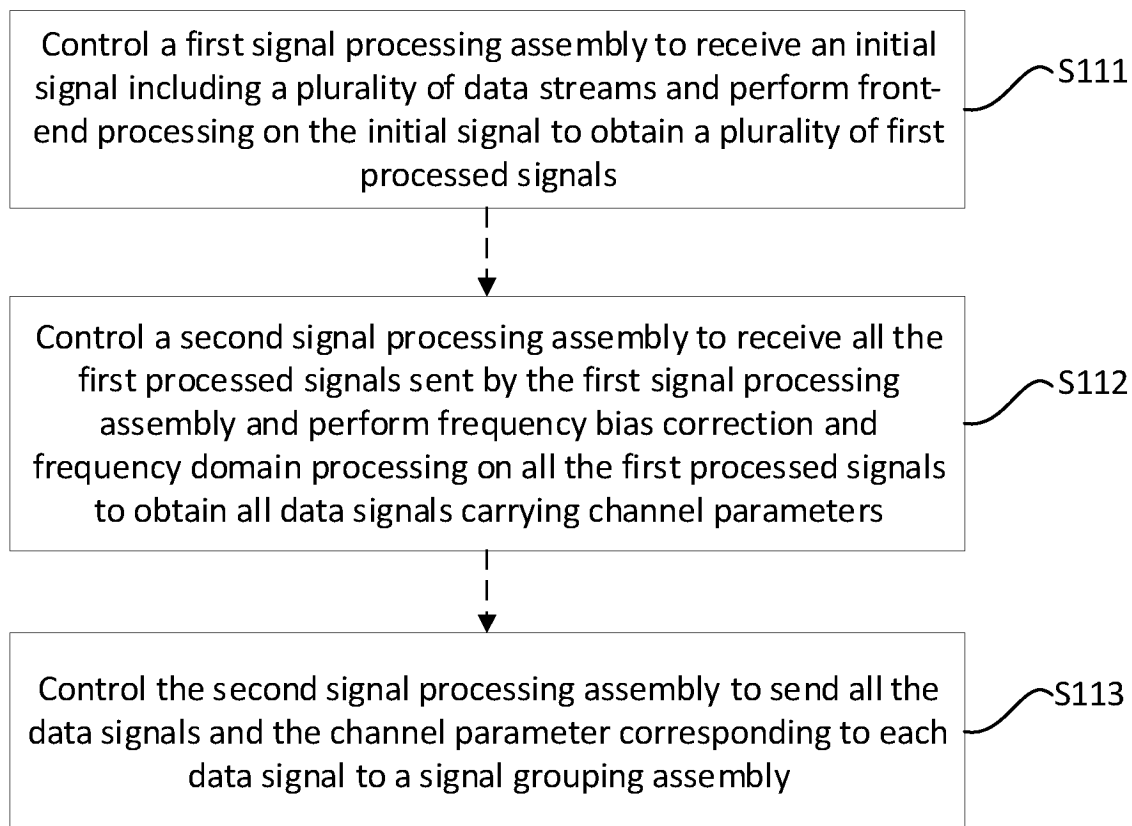 Control a first signal processing assembly to receive an initial
signal including a plurality of data streams and perform front-
end processing on the initial signal to obtain a plurality of first
processed signals
S111
Control a second signal processing assembly to receive all the
first processed signals sent by the first signal processing
assembly and perform frequency bias correction and
frequency domain processing on all the first processed signals
to obtain all data signals carrying channel parameters
S112
Control the second signal processing assembly to send all the
data signals and the channel parameter corresponding to each
data signal to a signal grouping assembly
S113